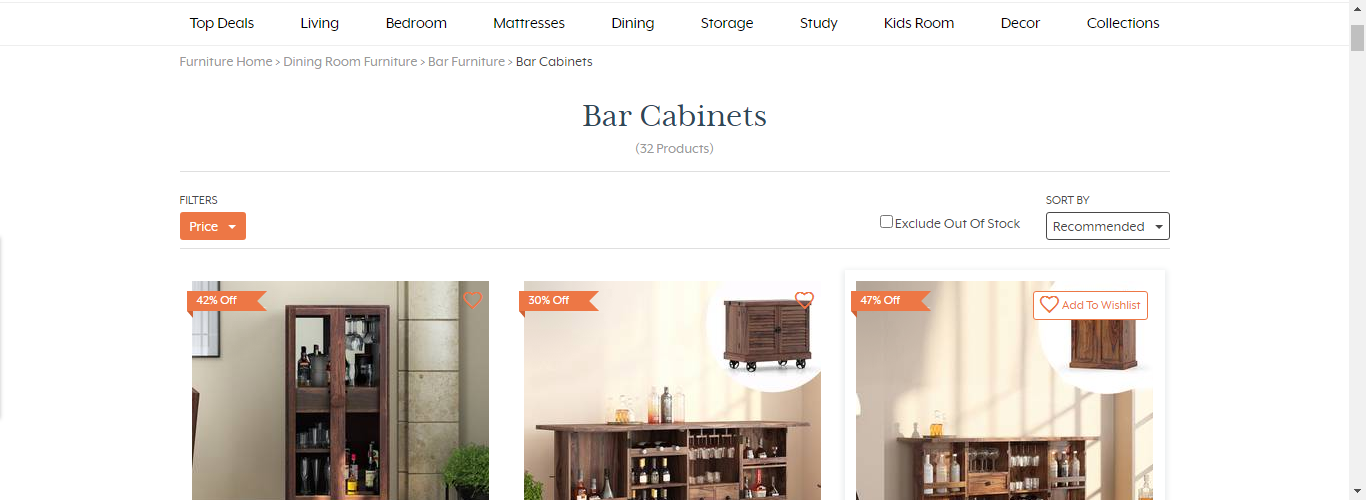 Top Deals Living Bedroom Mattresses Dining Storage Study Kids Room Decor Collections
Furniture Home > Dining Room Furniture > Bar Furniture > Bar Cabinets
Bar Cabinets
(32 Products)
FILTERS
SORT BY
Price
Exclude Out Of Stock
Recommended
42% Off
30% Off
47% Off
Add To Wishlist